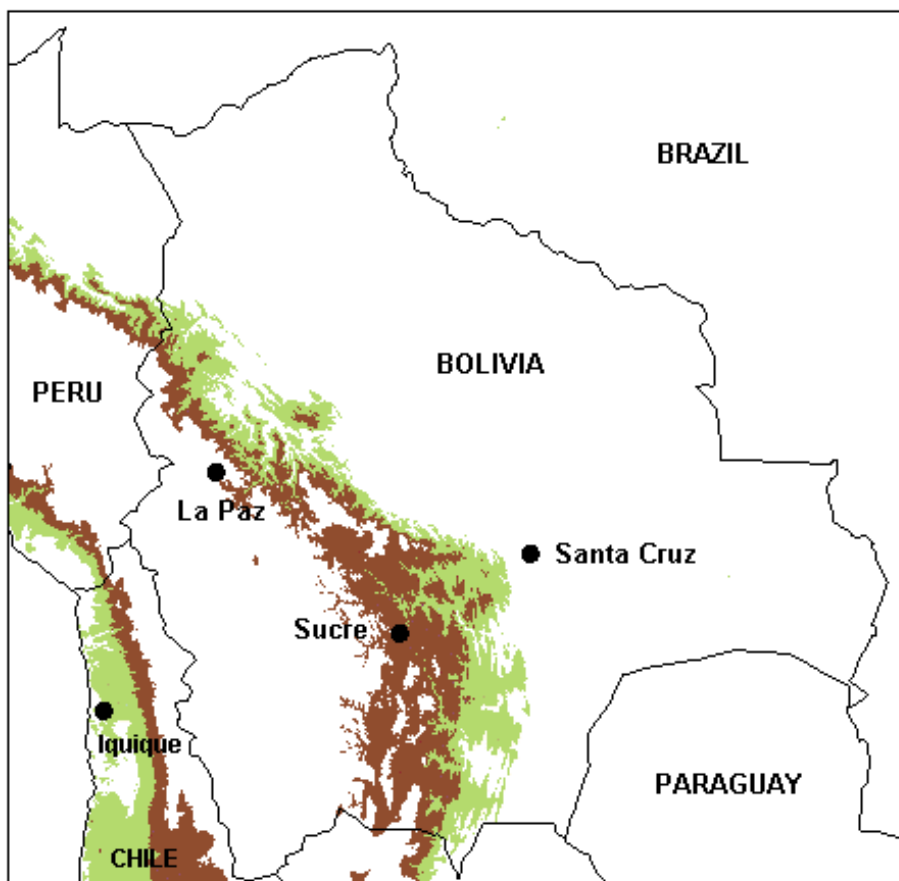 BRAZIL
BOLIVIA
PERU
La Paz
Santa Cruz
Sucre
Iquique
PARAGUAY
CHILE